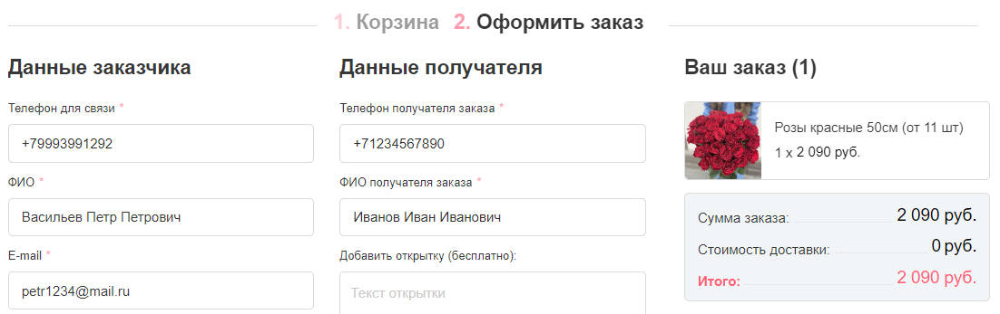 1. Корзина 2. Оформить заказ
Данные заказчика
Телефон для связи *
+79993991292
ФИО *
Васильев Петр Петрович
E-mail *
petr1234@mail.ru
Данные получателя
Телефон получателя заказа *
+71234567890
ФИО получателя заказа *
Иванов Иван Иванович
Добавить открытку (бесплатно):
Текст открытки
Ваш заказ (1)
Розы красные 50см (от 11 шт)
1 x 2 090 руб.
Сумма заказа: 2 090 руб.
Стоимость доставки: 0 руб.
Итого: 2 090 руб.